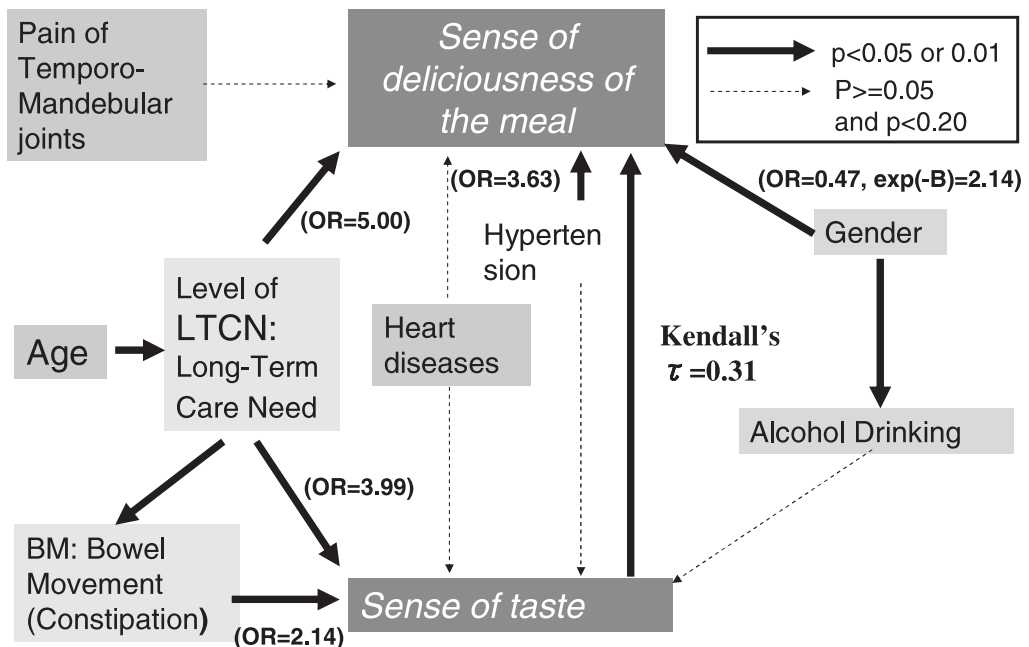 Pain of
Temporo-
Mandebular
joints
Sense of
deliciousness of
the meal
p<0.05 or 0.01
P>=0.05
and p<0.20
(OR=3.63)
(OR=0.47, exp(-B)=2.14)
(OR=5.00)
Hyperten
sion
Gender
Level of
LTCN:
Long-Term
Care Need
Age
Heart
diseases
Kendall's
τ =0.31
Alcohol Drinking
(OR=3.99)
BM: Bowel
Movement
(Constipation)
Sense of taste
(OR=2.14)